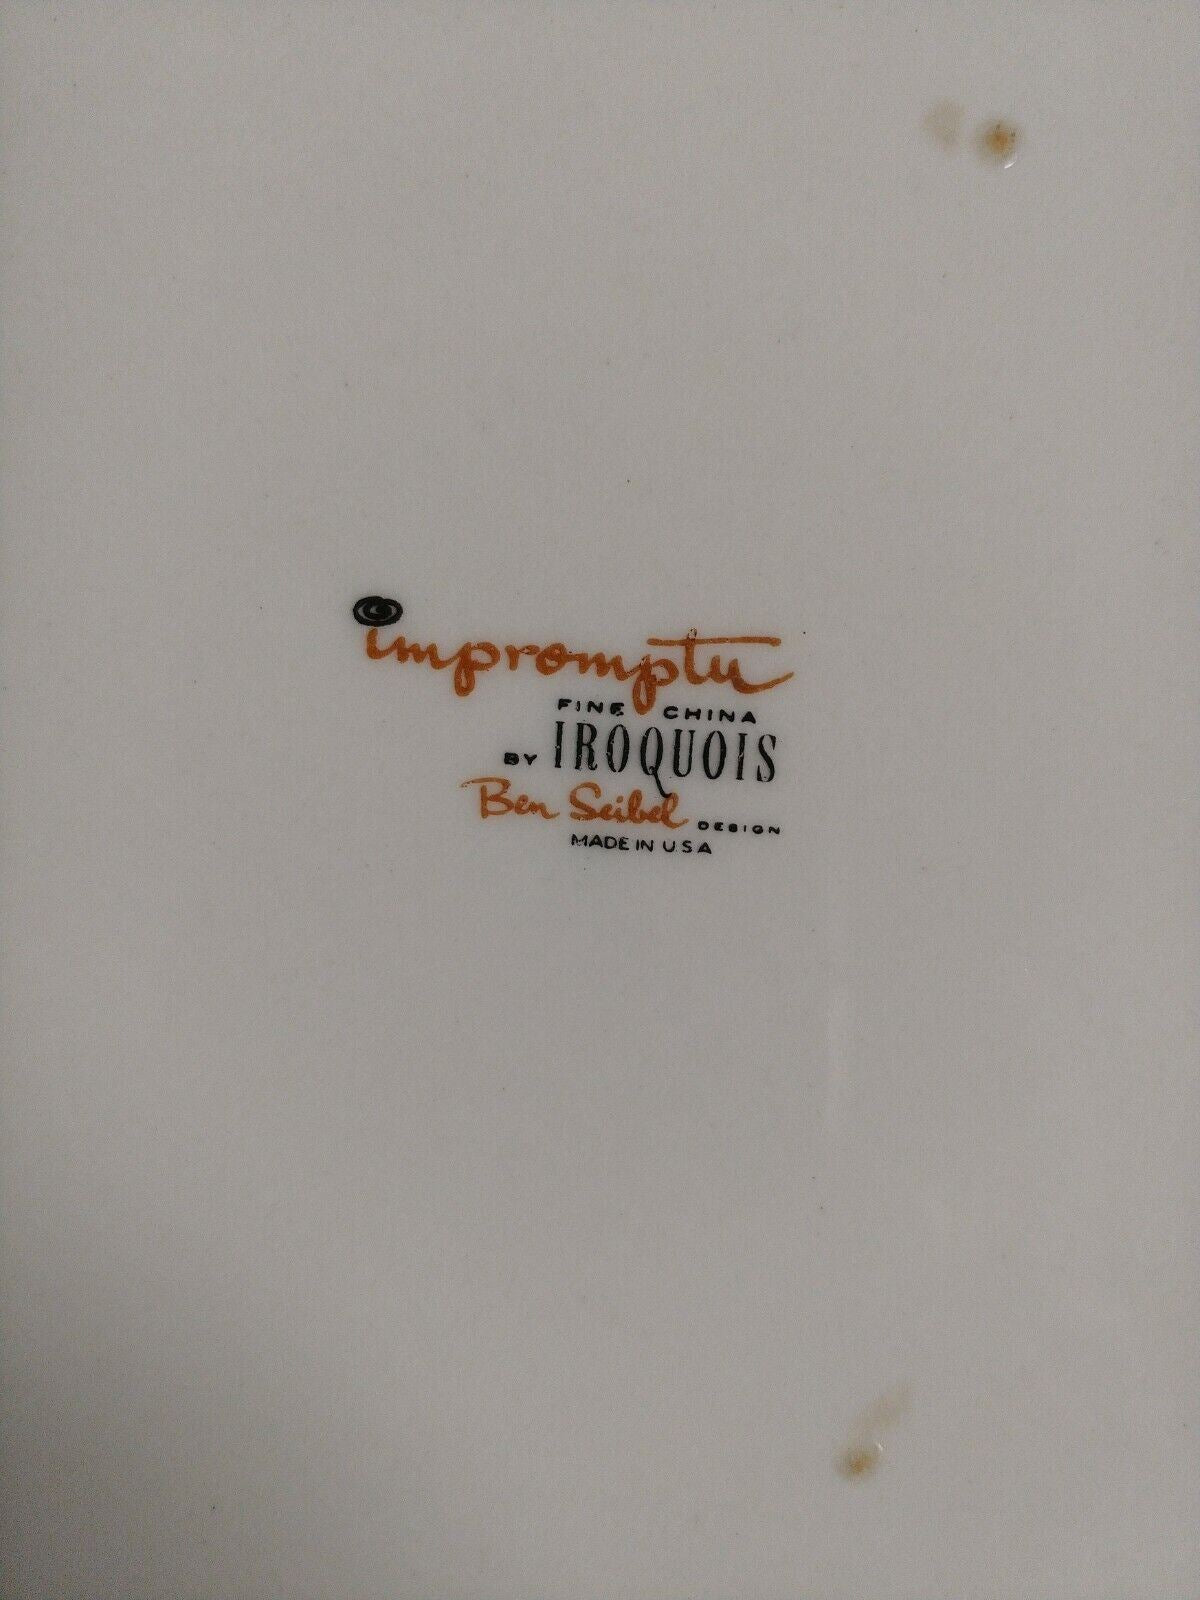 impromptu
FINE CHINA
BY IROQUOIS
Ben Seibel DESIGN
MADE IN U.S.A